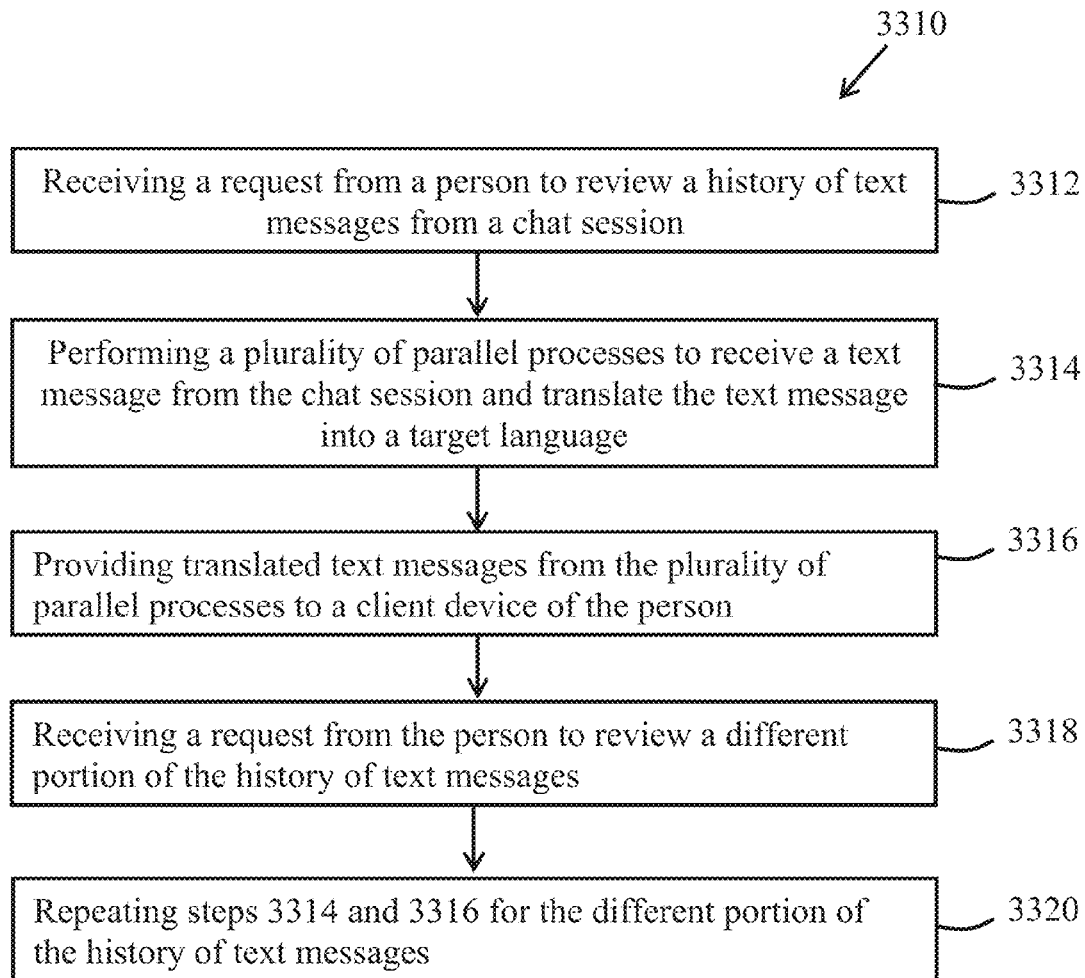 3310
Receiving a request from a person to review a history of text
messages from a chat session
3312
Performing a plurality of parallel processes to receive a text
message from the chat session and translate the text message
into a target language
3314
Providing translated text messages from the plurality of
parallel processes to a client device of the person
3316
Receiving a request from the person to review a different
portion of the history of text messages
3318
Repeating steps 3314 and 3316 for the different portion of
the history of text messages
3320